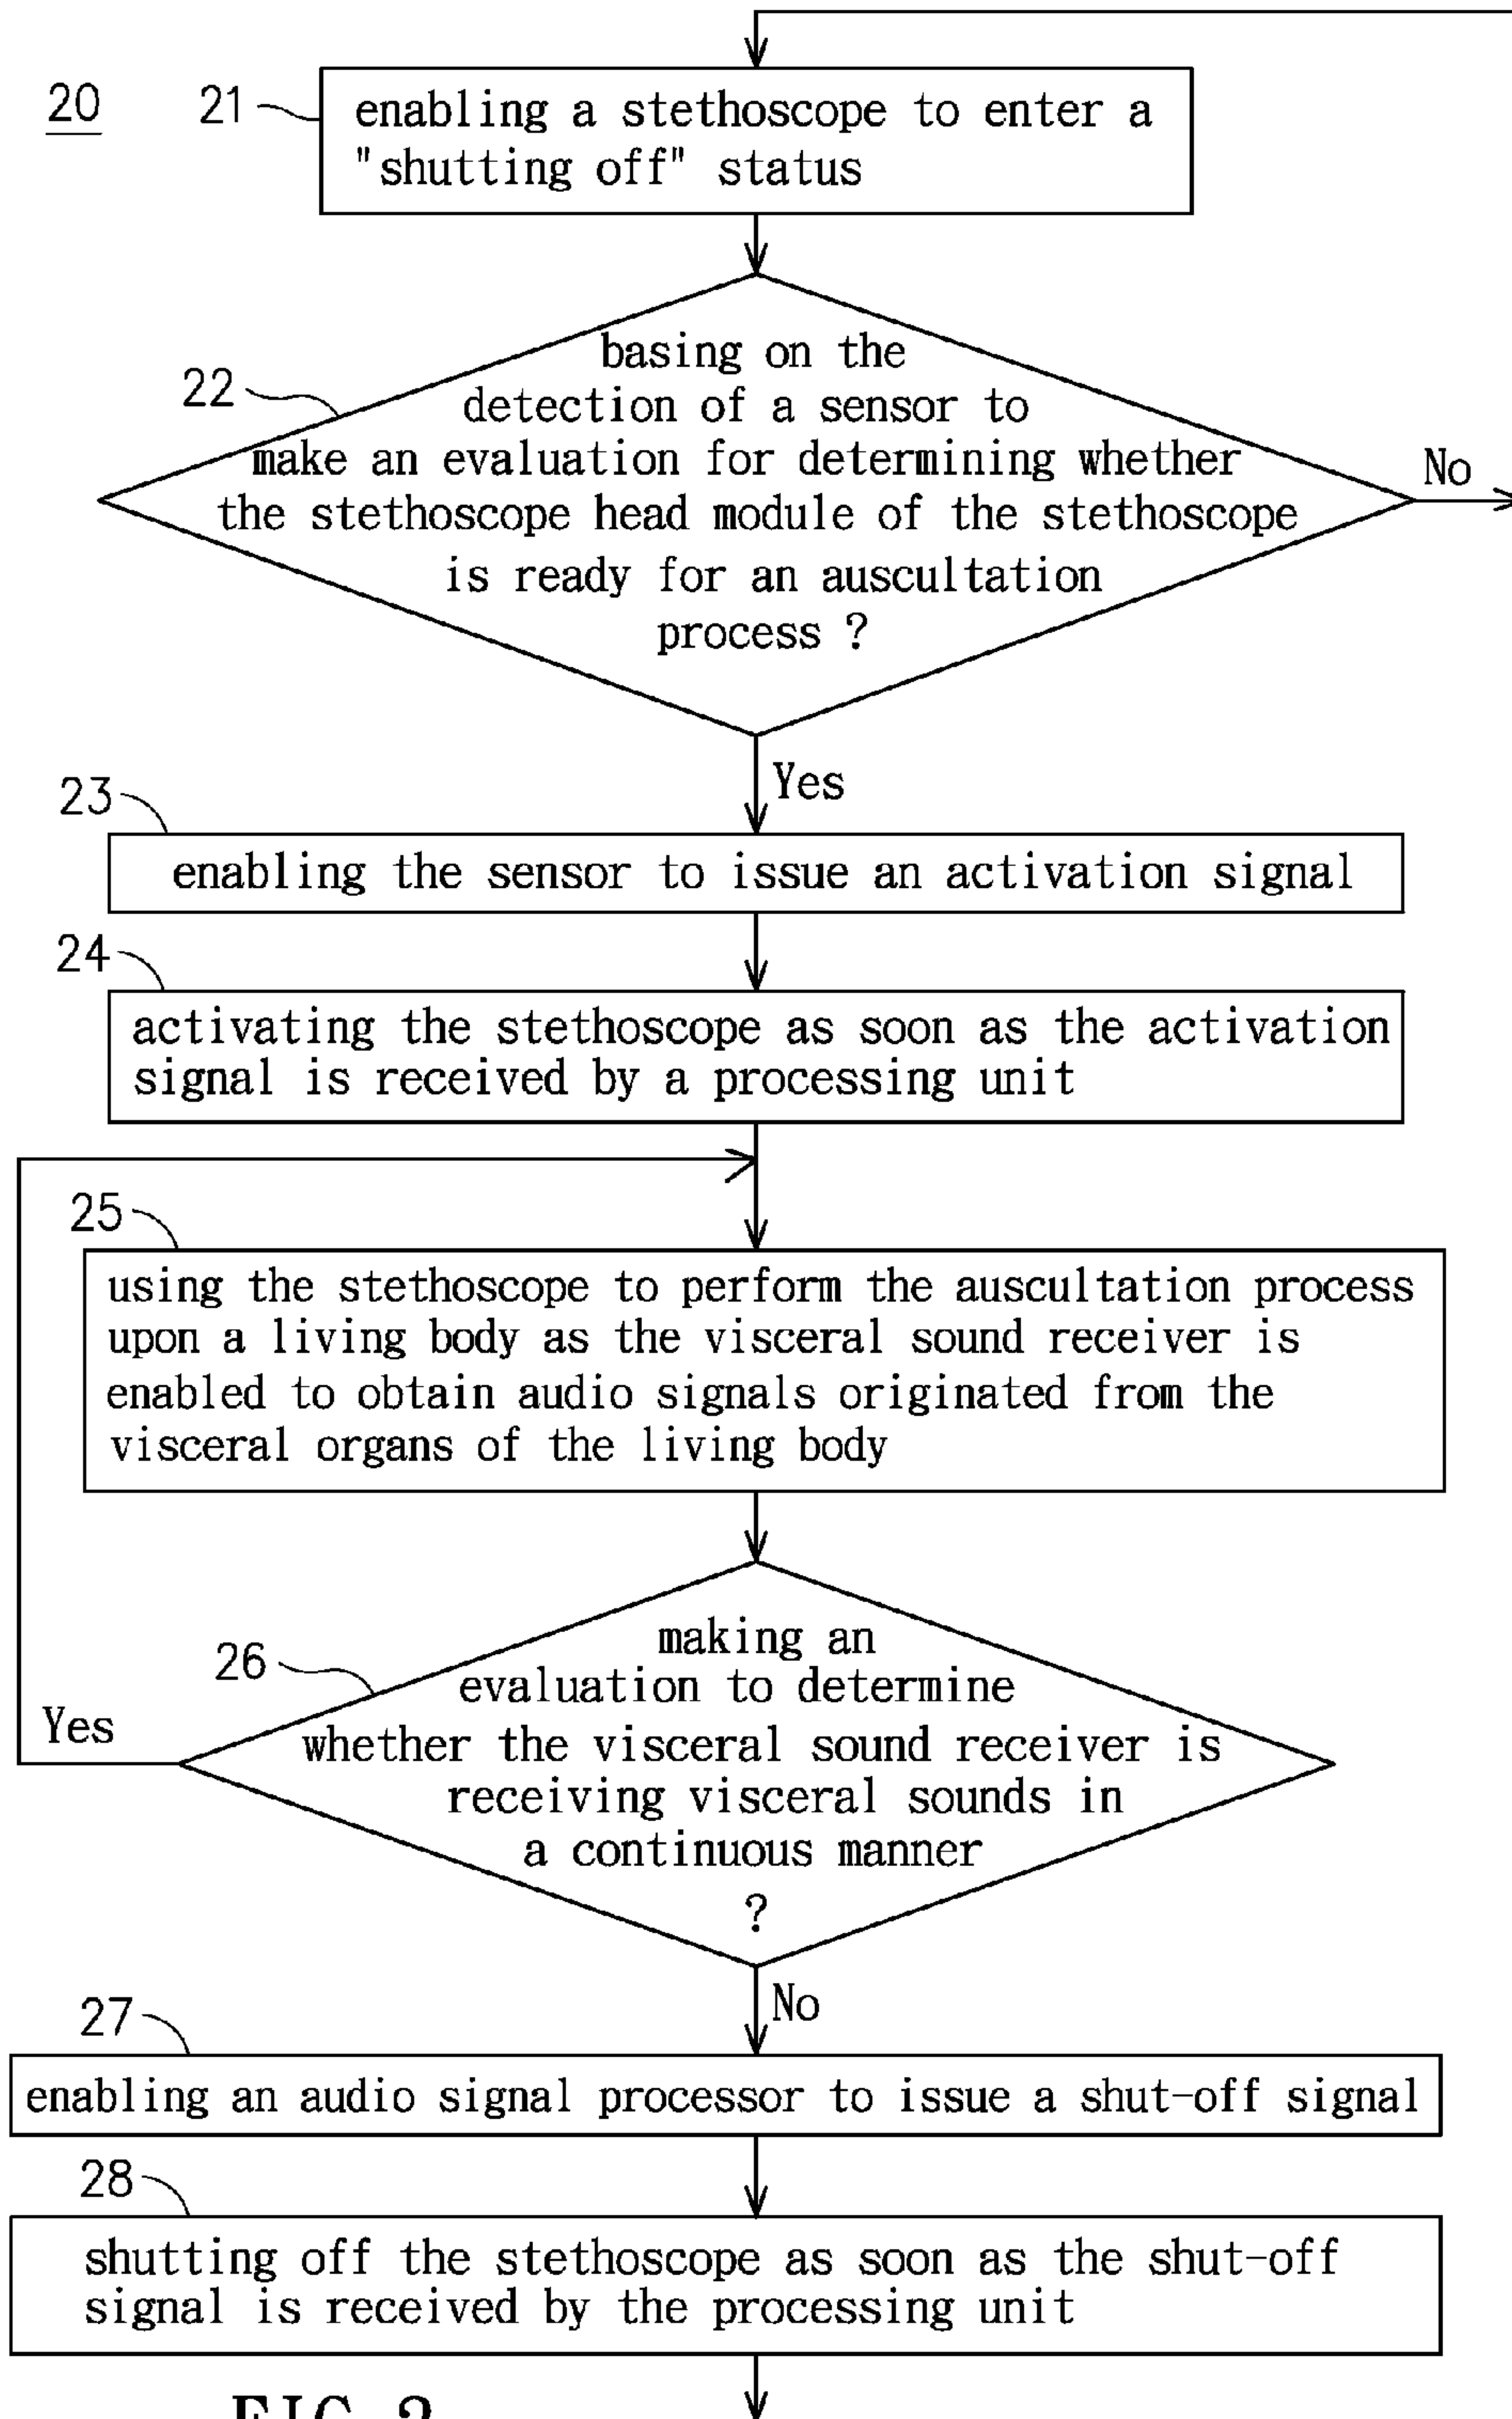 20
21
enabling a stethoscope to enter a
"shutting off" status
22
basing on the
detection of a sensor to
make an evaluation for determining whether
the stethoscope head module of the stethoscope
is ready for an auscultation
process ?
No
Yes
23
enabling the sensor to issue an activation signal
24
activating the stethoscope as soon as the activation
signal is received by a processing unit
25
using the stethoscope to perform the auscultation process
upon a living body as the visceral sound receiver is
enabled to obtain audio signals originated from the
visceral organs of the living body
26
making an
evaluation to determine
whether the visceral sound receiver is
receiving visceral sounds in
a continuous manner
?
Yes
No
27
enabling an audio signal processor to issue a shut-off signal
28
shutting off the stethoscope as soon as the shut-off
signal is received by the processing unit
FIG. 2